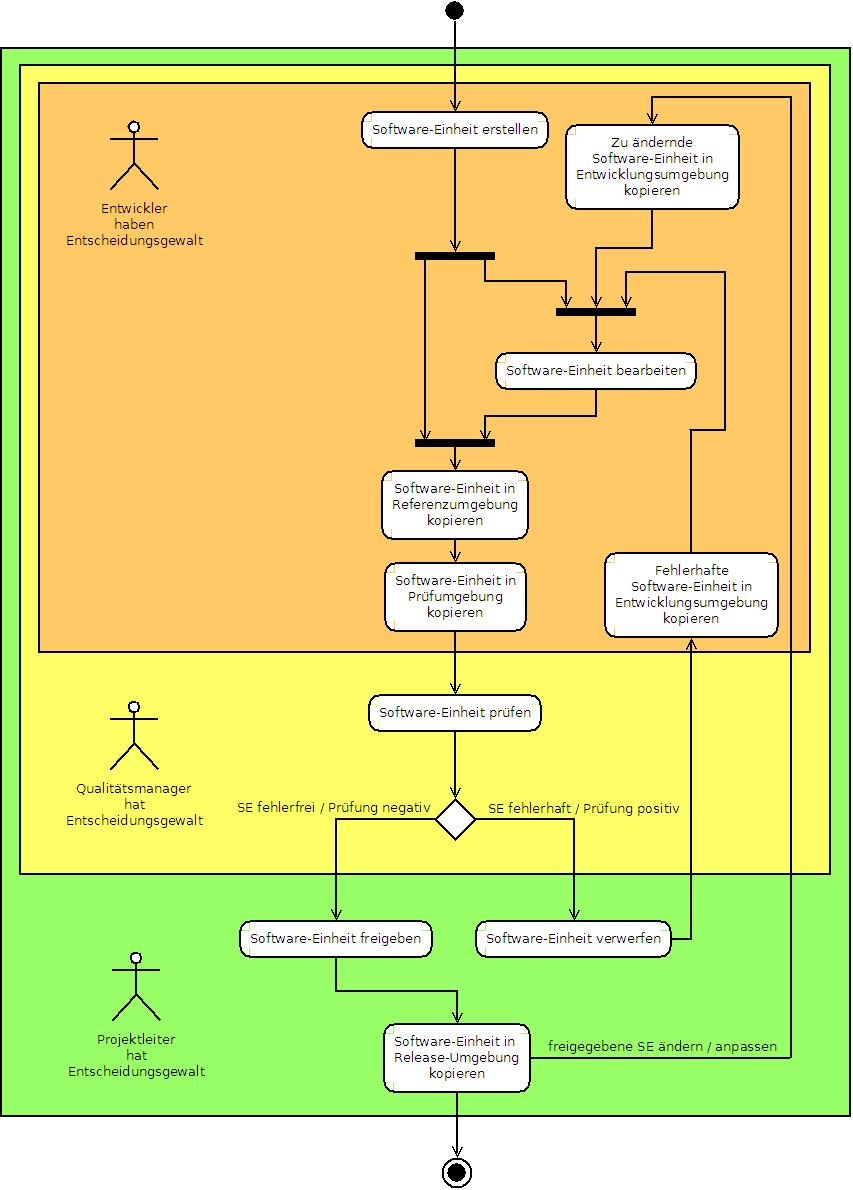 Software-Einheit erstellen
Zu ändernde
Software-Einheit in
Entwicklungsumgebung
kopieren
Entwickler
haben
Entscheidungsgewalt
Software-Einheit bearbeiten
Software-Einheit in
Referenzumgebung
kopieren
Software-Einheit in
Prüfumgebung
kopieren
Fehlerhafte
Software-Einheit in
Entwicklungsumgebung
kopieren
Software-Einheit prüfen
Qualitätsmanager
hat
Entscheidungsgewalt
SE fehlerfrei / Prüfung negativ
SE fehlerhaft / Prüfung positiv
Software-Einheit freigeben
Software-Einheit verwerfen
Projektleiter
hat
Entscheidungsgewalt
Software-Einheit in
Release-Umgebung
kopieren
freigegebene SE ändern / anpassen